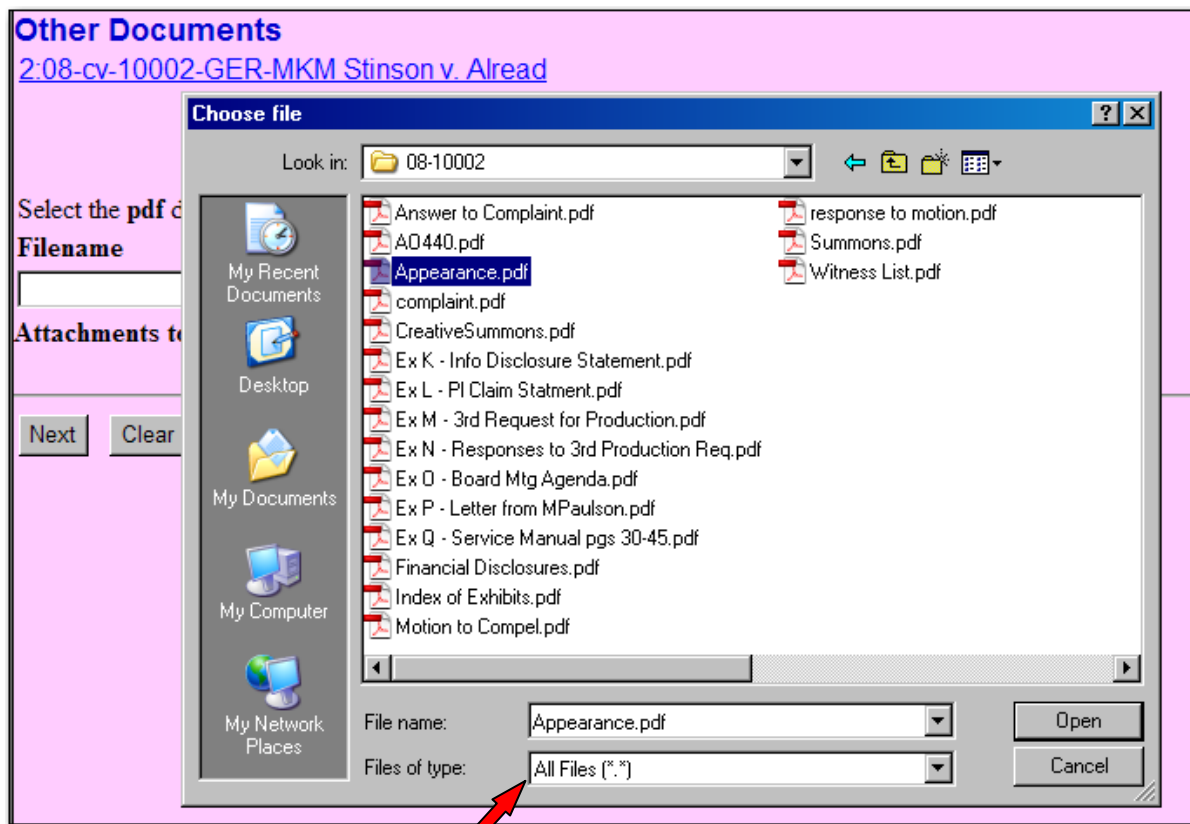 Other Documents
2:08-cv-10002-GER-MKM Stinson v. Alread
Choose file
Look in: 08-10002
Select the pdf d
Filename
Attachments to
Next Clear
My Recent
Documents
Desktop
My Documents
My Computer
My Network
Places
Answer to Complaint.pdf
AO440.pdf
Appearance.pdf
complaint.pdf
CreativeSummons.pdf
Ex K - Info Disclosure Statement.pdf
Ex L - Pl Claim Statment.pdf
Ex M - 3rd Request for Production.pdf
Ex N - Responses to 3rd Production Req.pdf
Ex O - Board Mtg Agenda.pdf
Ex P - Letter from MPaulson.pdf
Ex Q - Service Manual pgs 30-45.pdf
Financial Disclosures.pdf
Index of Exhibits.pdf
Motion to Compel.pdf
response to motion.pdf
Summons.pdf
Witness List.pdf
File name: Appearance.pdf Open
Files of type: All Files (*.*) Cancel